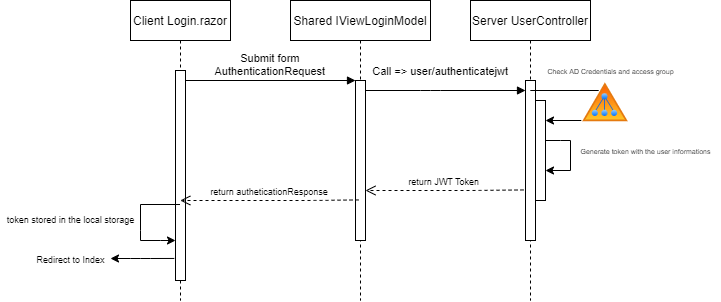 Client Login.razor
Shared IViewLoginModel
Server UserController
Submit form
AuthenticationRequest
Call => user/authenticatejwt
Check AD Credentials and access group
Generate token with the user informations
return JWT Token
return autheticationResponse
token stored in the local storage
Redirect to Index